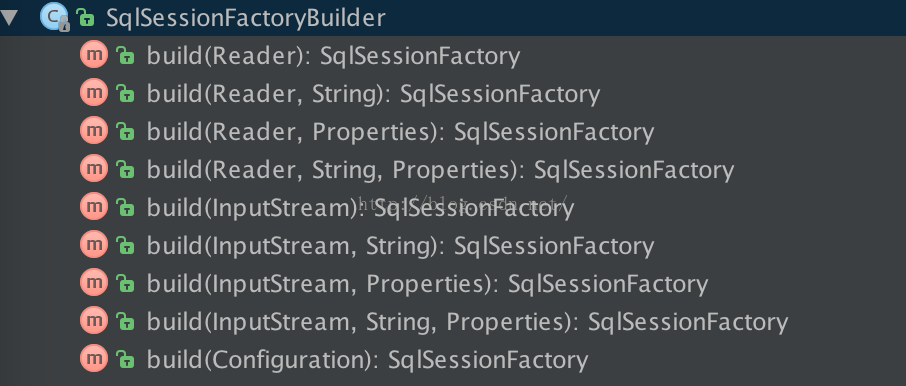 SqlSessionFactoryBuilder
build(Reader): SqlSessionFactory
build(Reader, String): SqlSessionFactory
build(Reader, Properties): SqlSessionFactory
build(Reader, String, Properties): SqlSessionFactory
build(InputStream): SqlSessionFactory
http://blog.csdn.net/
build(InputStream, String): SqlSessionFactory
build(InputStream, Properties): SqlSessionFactory
build(InputStream, String, Properties): SqlSessionFactory
build(Configuration): SqlSessionFactory